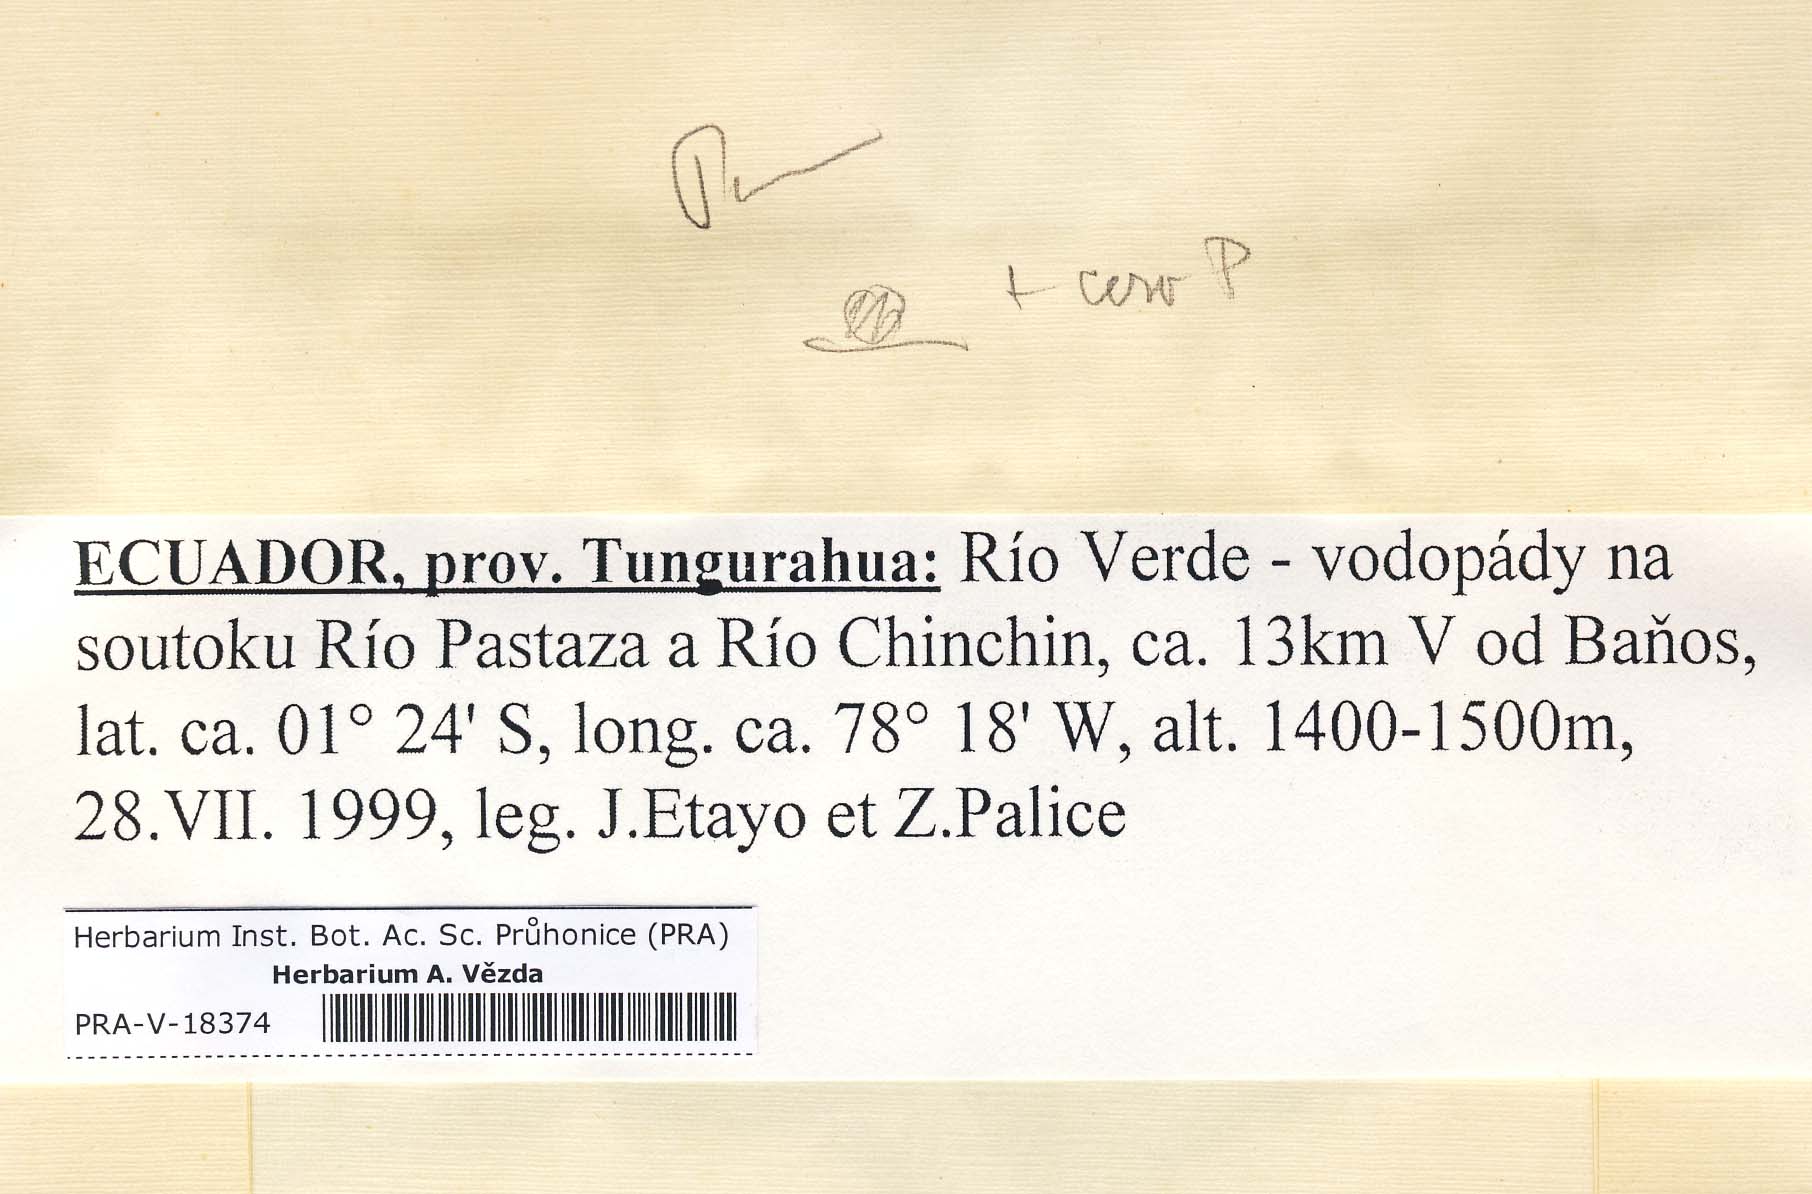 + P
ECUADOR, prov. Tungurahua: Río Verde - vodopády na
soutoku Río Pastaza a Río Chinchin, ca. 13km V od Baňos,
lat. ca. 01° 24' S, long. ca. 78° 18' W, alt. 1400-1500m,
28.VII. 1999, leg. J.Etayo et Z.Palice
Herbarium Inst. Bot. Ac. Sc. Průhonice (PRA)
Herbarium A. Vězda
PRA-V-18374